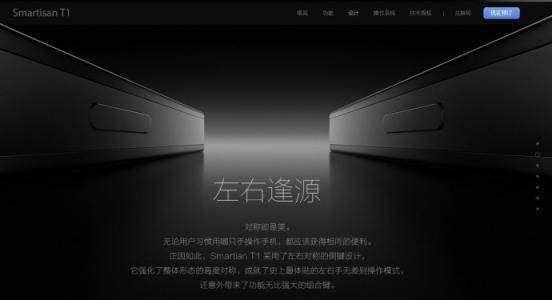 Smartisan T1
概览 功能 设计 操作系统 技术规格 | 兑换码 现在预订
左右逢源
对称即是美。
无论用户习惯用哪只手操作手机，都应该获得相同的便利。
正因如此，Smartisan T1 采用了左右对称的侧键设计，
它强化了整体形态的高度对称，成就了史上最体贴的左右手无差别操作模式，
还意外带来了功能无比强大的组合键。